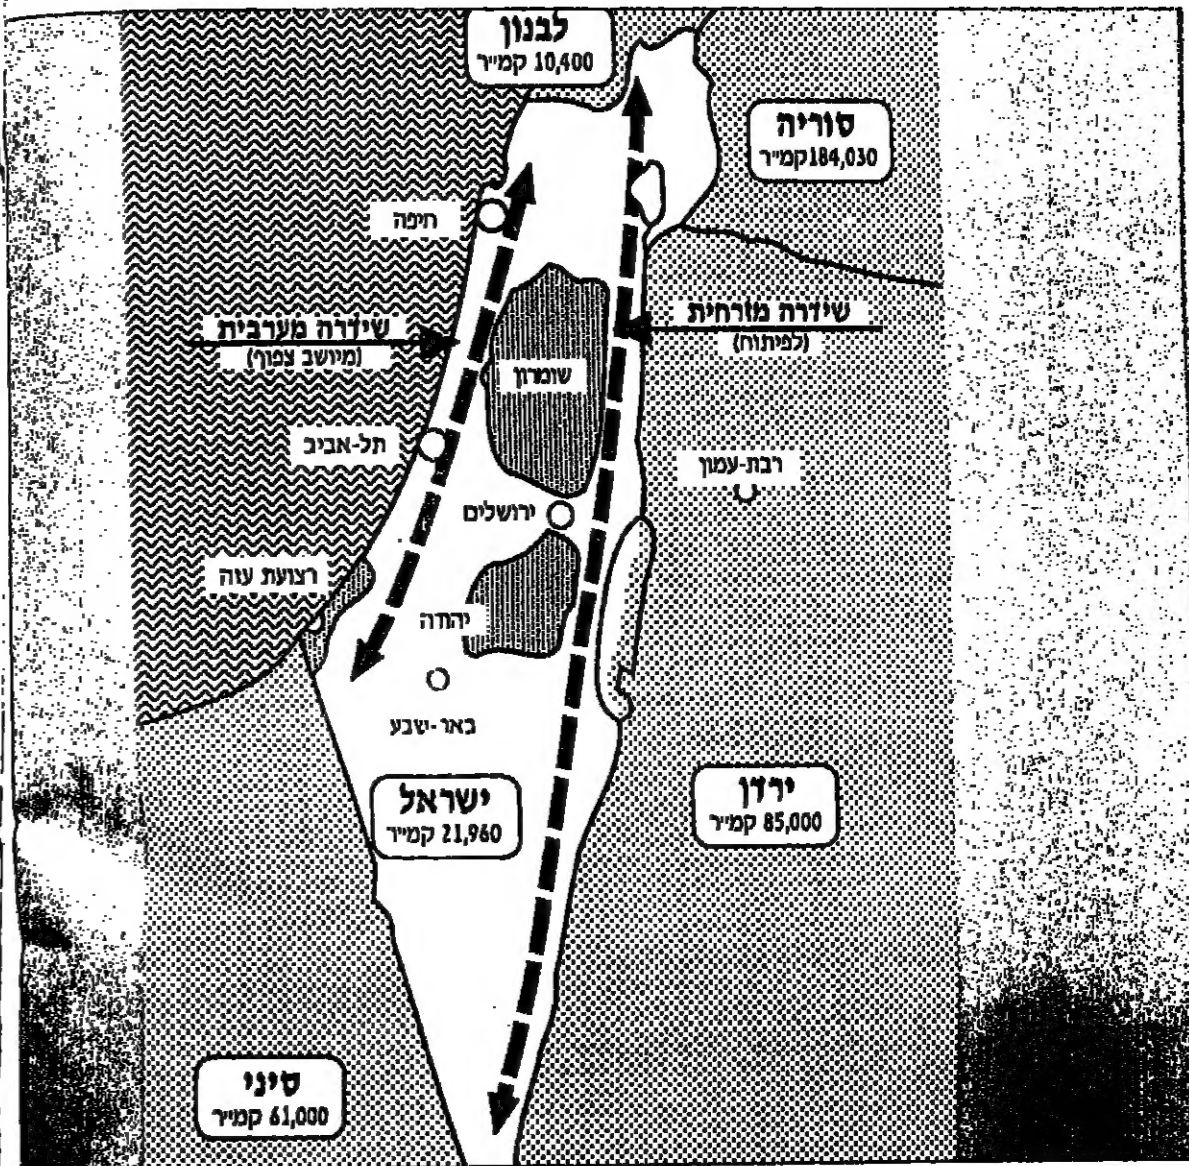 לבנון
10,400 קמ"ר
סוריה
184,030 קמ"ר
חיפה
שידרה מערבית
(מיושב צפוף)
שידרה מזרחית
(לפיתוח)
שומרון
תל-אביב
רבת-עמון
ירושלים
רצועת עזה
יהודה
באר-שבע
ישראל
21,960 קמ"ר
ירדן
85,000 קמ"ר
סיני
61,000 קמ"ר